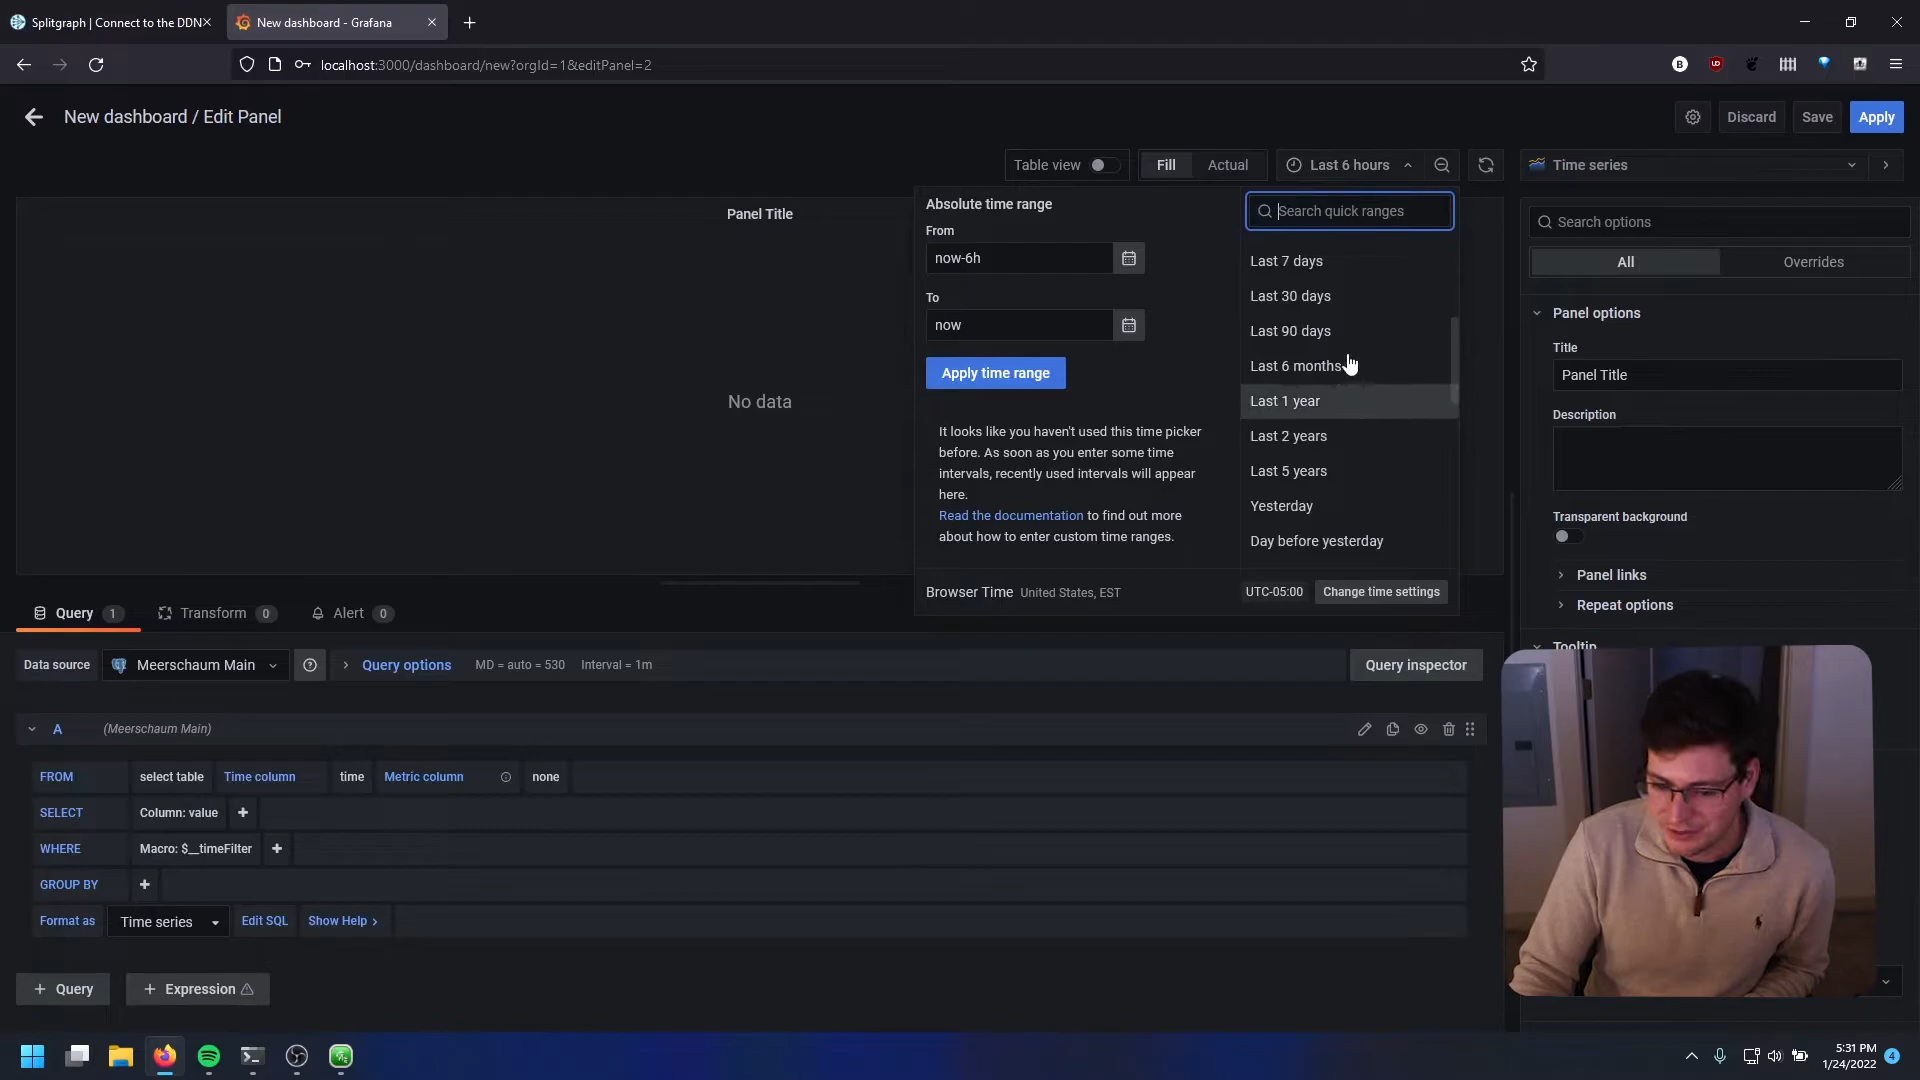 Splitgraph | Connect to the DDN
New dashboard - Grafana
localhost:3000/dashboard/new?orgId=1&editPanel=2
New dashboard / Edit Panel
Discard
Save
Apply
Table view
Fill
Actual
Last 6 hours
Time series
Absolute time range
Search quick ranges
Panel Title
Search options
From
now-6h
Last 7 days
All
Overrides
To
Last 30 days
now
Last 90 days
Panel options
Title
Apply time range
Last 6 months
Panel Title
No data
Last 1 year
Description
It looks like you haven't used this time picker
before. As soon as you enter some time
intervals, recently used intervals will appear
here.
Read the documentation to find out more
about how to enter custom time ranges.
Last 2 years
Last 5 years
Yesterday
Day before yesterday
Transparent background
Panel links
Browser Time United States, EST
UTC-05:00
Change time settings
Repeat options
Query 1
Transform 0
Alert 0
Tooltip
Data source
Meerschaum Main
Query options
MD = auto = 530
Interval = 1m
Query inspector
A
(Meerschaum Main)
FROM
select table
Time column
time
Metric column
none
SELECT
Column: value
WHERE
Macro: $__timeFilter
GROUP BY
Format as
Time series
Edit SQL
Show Help
+ Query
+ Expression
5:31 PM
1/24/2022
4